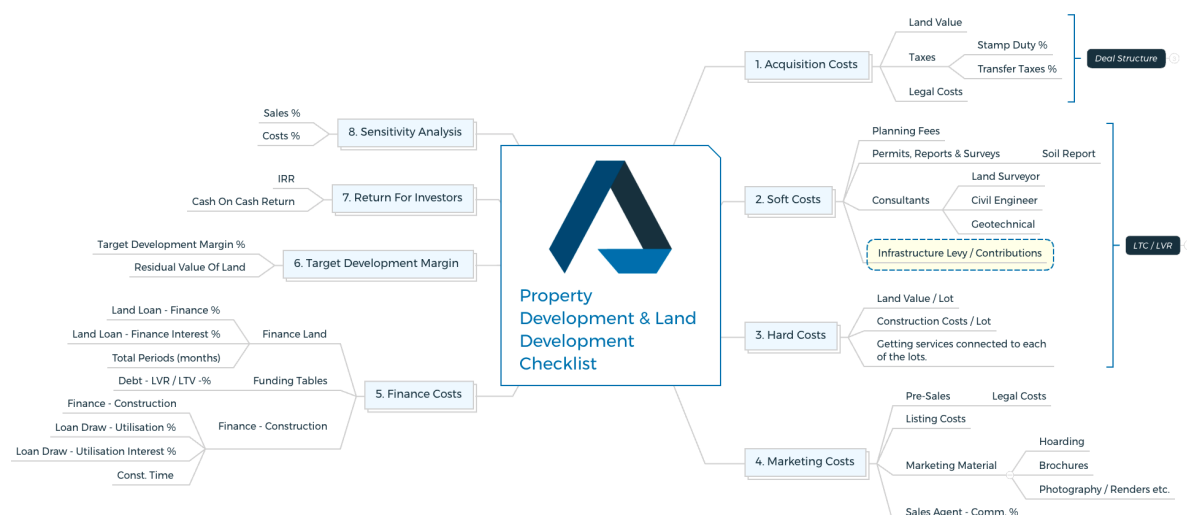 Property
Development & Land
Development
Checklist
1. Acquisition Costs
Land Value
Taxes
Stamp Duty %
Transfer Taxes %
Legal Costs
Deal Structure
2. Soft Costs
Planning Fees
Permits, Reports & Surveys
Soil Report
Consultants
Land Surveyor
Civil Engineer
Geotechnical
Infrastructure Levy / Contributions
LTC / LVR
3. Hard Costs
Land Value / Lot
Construction Costs / Lot
Getting services connected to each
of the lots.
4. Marketing Costs
Pre-Sales
Legal Costs
Listing Costs
Marketing Material
Hoarding
Brochures
Photography / Renders etc.
Sales Agent - Comm. %
5. Finance Costs
Finance Land
Land Loan - Finance %
Land Loan - Finance Interest %
Total Periods (months)
Funding Tables
Debt - LVR / LTV -%
Finance - Construction
Finance - Construction
Loan Draw - Utilisation %
Loan Draw - Utilisation Interest %
Const. Time
6. Target Development Margin
Target Development Margin %
Residual Value Of Land
7. Return For Investors
IRR
Cash On Cash Return
8. Sensitivity Analysis
Sales %
Costs %